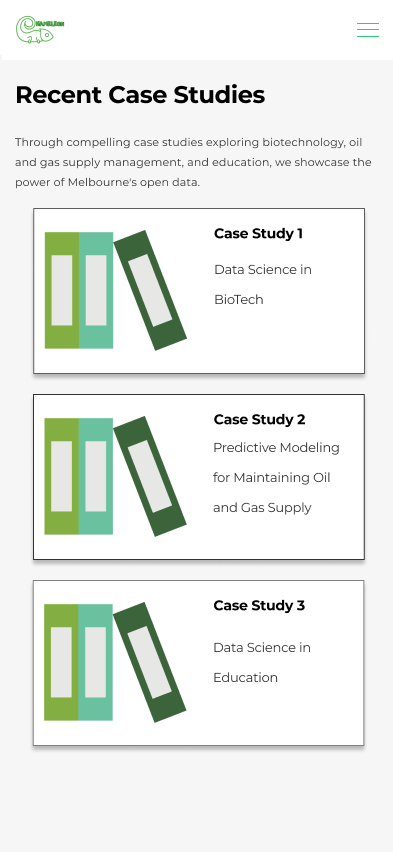 HAMELEON
Recent Case Studies
Through compelling case studies exploring biotechnology, oil
and gas supply management, and education, we showcase the
power of Melbourne's open data.
Case Study 1
Data Science in
BioTech
Case Study 2
Predictive Modeling
for Maintaining Oil
and Gas Supply
Case Study 3
Data Science in
Education